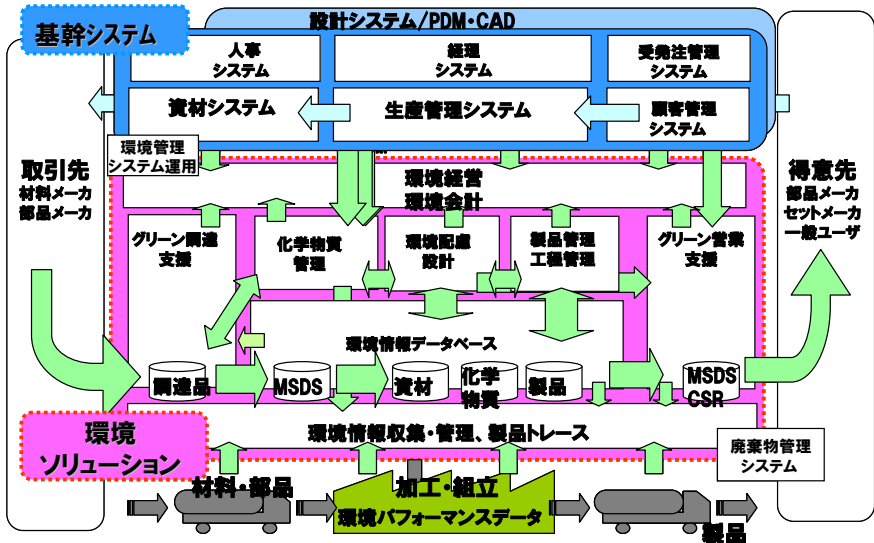 設計システム/PDM・CAD
基幹システム
人事
システム
経理
システム
受発注管理
システム
資材システム
生産管理システム
顧客管理
システム
環境管理
システム運用
取引先
材料メーカ
部品メーカ
得意先
部品メーカ
セットメーカ
一般ユーザ
環境経営
環境会計
グリーン調達
支援
化学物質
管理
環境配慮
設計
製品管理
工程管理
グリーン営業
支援
環境情報データベース
調達品
MSDS
資材
化学
物質
製品
MSDS
CSR
環境
ソリューション
環境情報収集・管理、製品トレース
廃棄物管理
システム
材料・部品
加工・組立
環境パフォーマンスデータ
製品